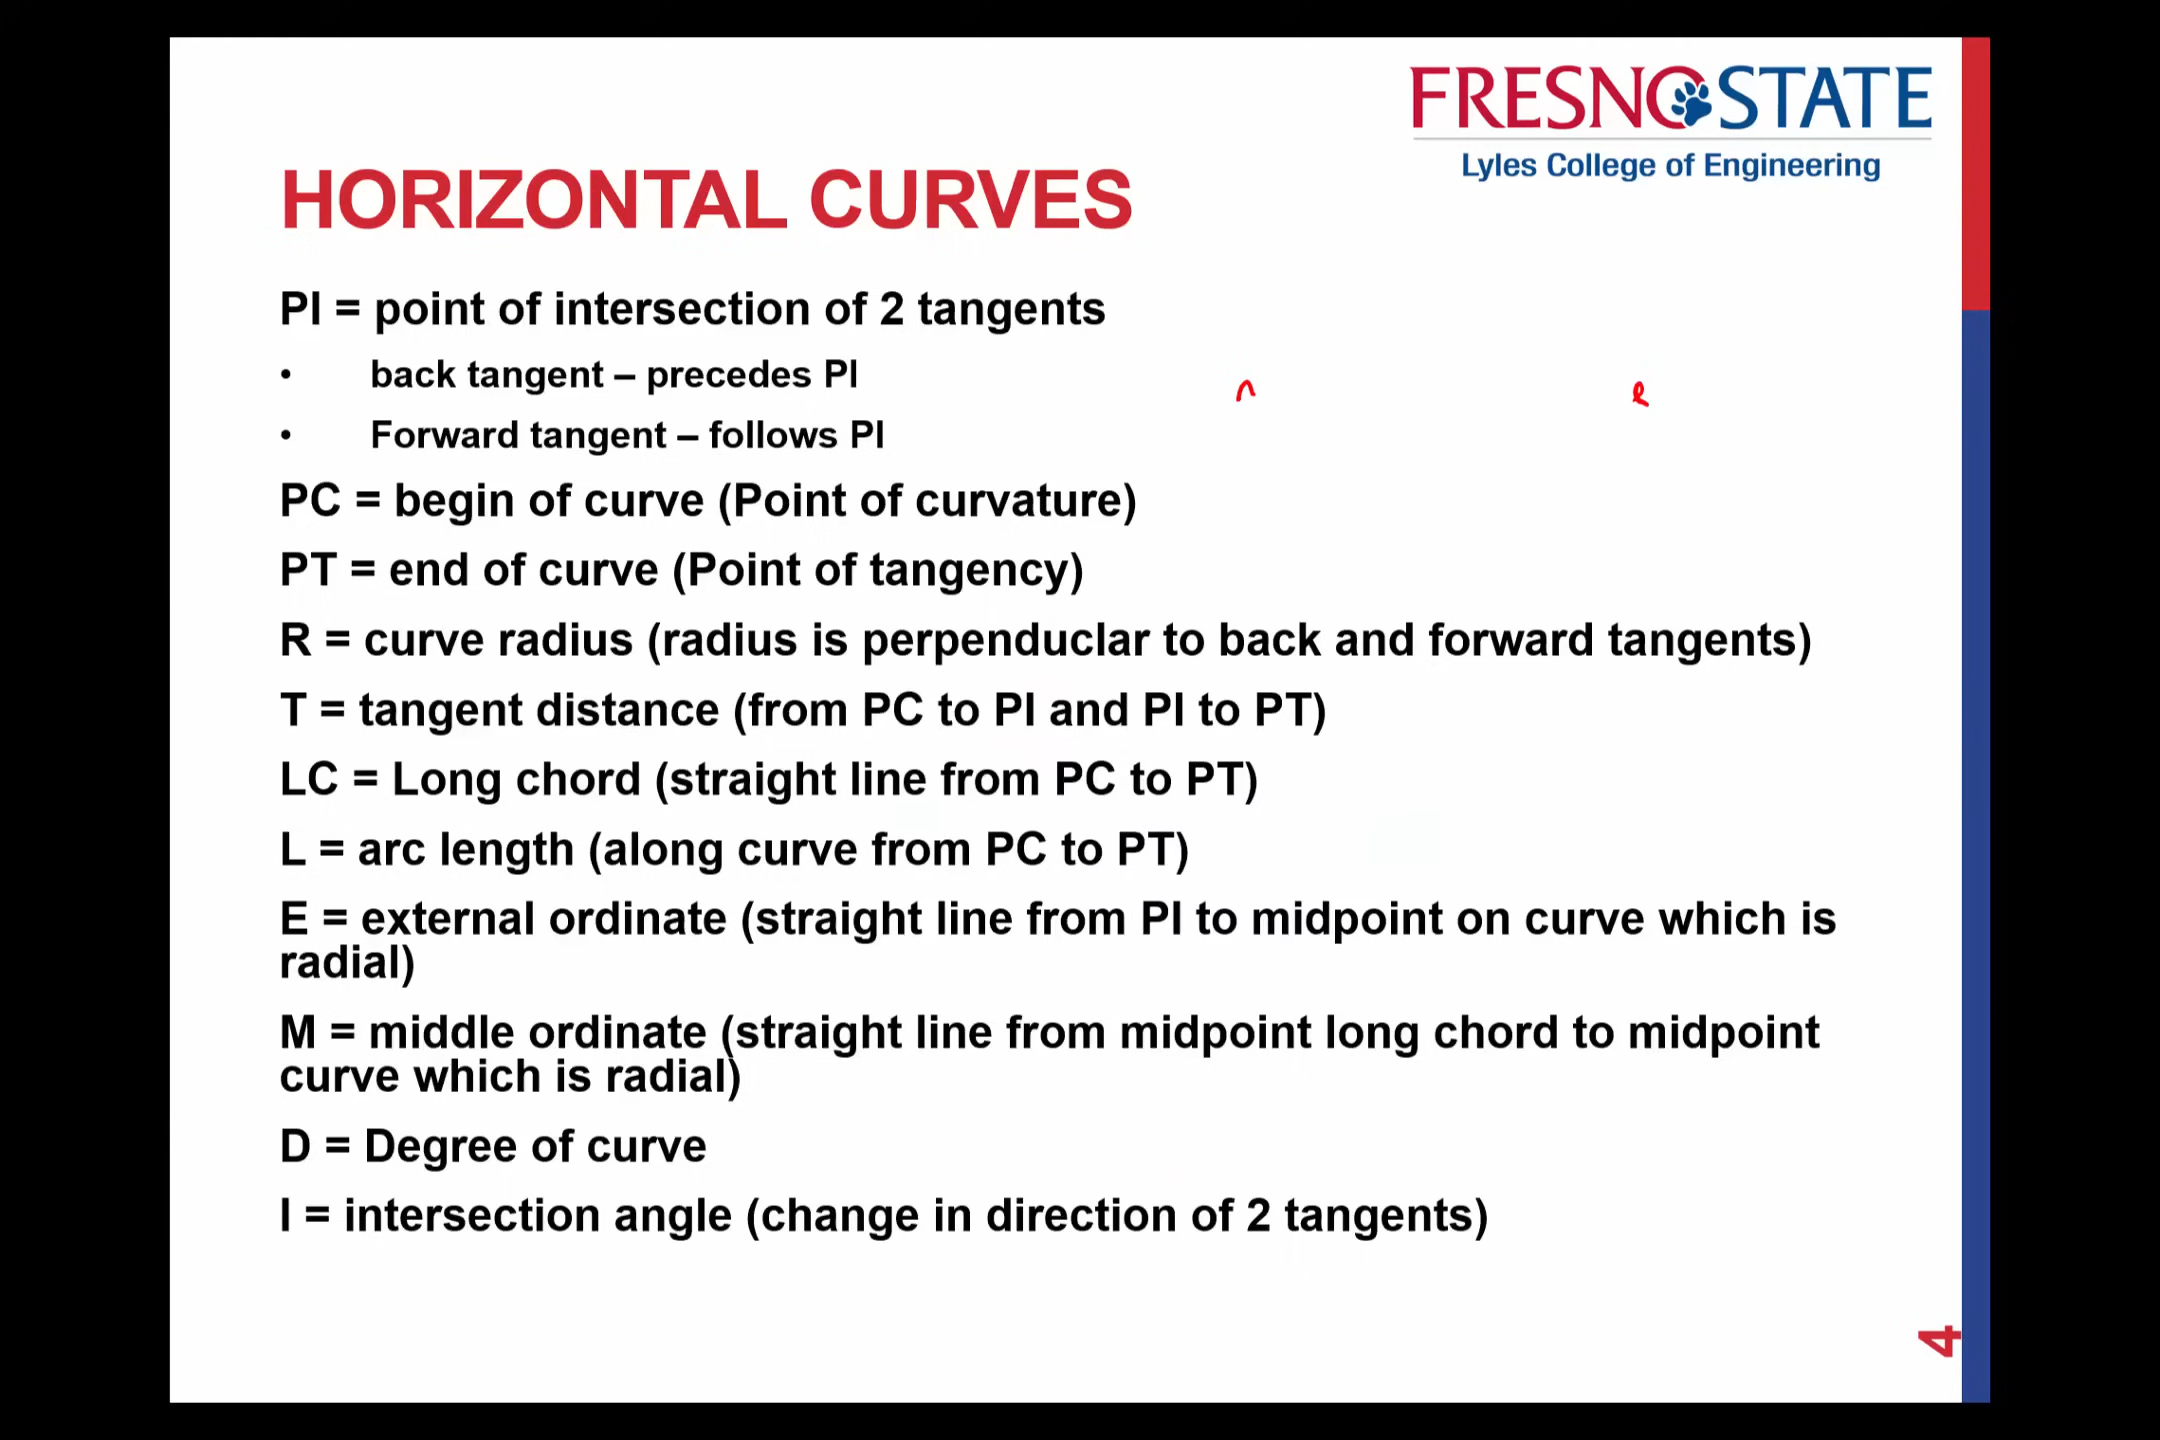 FRESNO STATE
Lyles College of Engineering
HORIZONTAL CURVES
PI = point of intersection of 2 tangents
• back tangent – precedes PI
• Forward tangent – follows PI
PC = begin of curve (Point of curvature)
PT = end of curve (Point of tangency)
R = curve radius (radius is perpenduclar to back and forward tangents)
T = tangent distance (from PC to PI and PI to PT)
LC = Long chord (straight line from PC to PT)
L = arc length (along curve from PC to PT)
E = external ordinate (straight line from PI to midpoint on curve which is
radial)
M = middle ordinate (straight line from midpoint long chord to midpoint
curve which is radial)
D = Degree of curve
I = intersection angle (change in direction of 2 tangents)
4